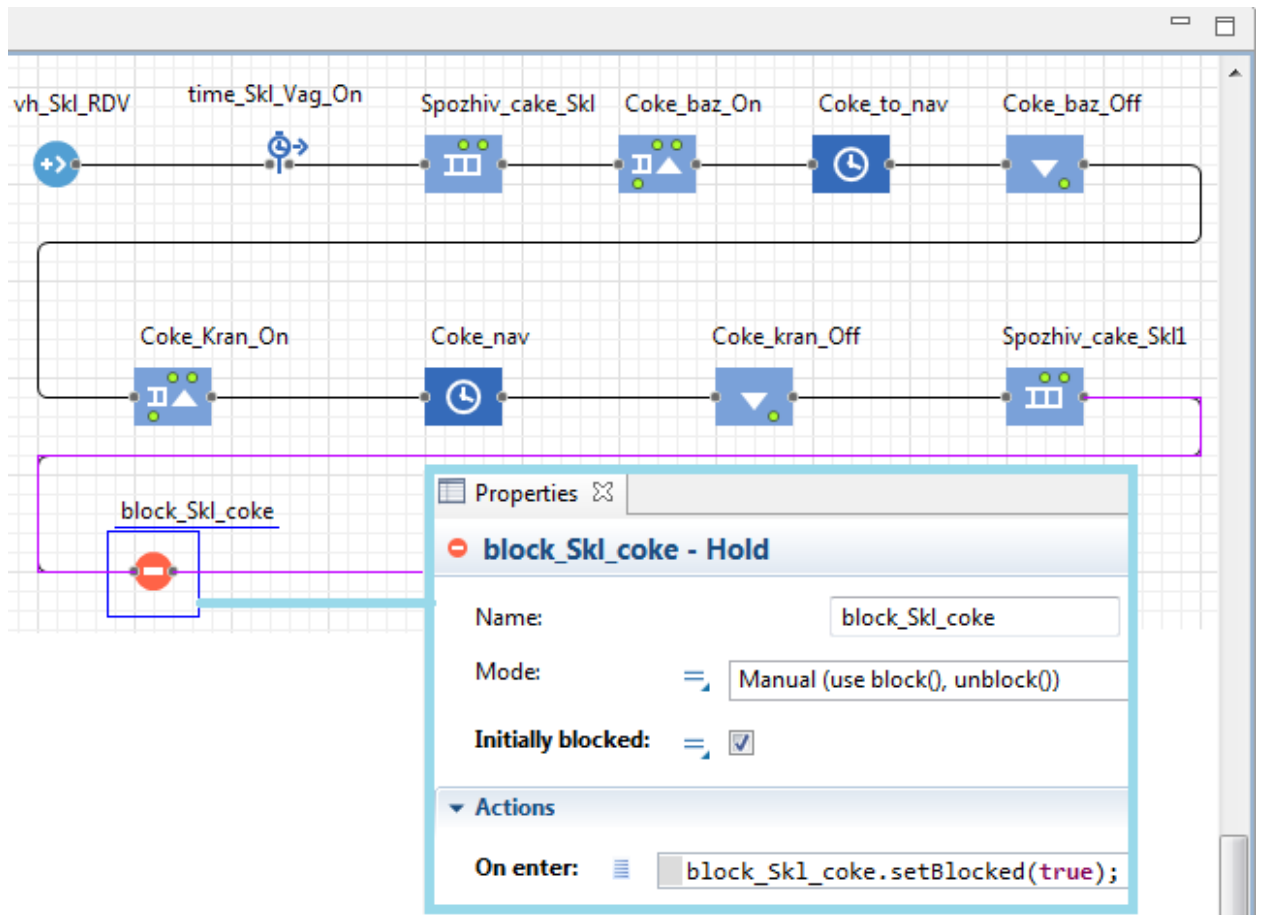 vh_Skl_RDV time_Skl_Vag_On Spozhiv_cake_Skl Coke_baz_On Coke_to_nav Coke_baz_Off
Coke_Kran_On Coke_nav Coke_kran_Off Spozhiv_cake_Skl1
block_Skl_coke
Properties
block_Skl_coke - Hold
Name: block_Skl_coke
Mode: Manual (use block(), unblock())
Initially blocked:
Actions
On enter: block_Skl_coke.setBlocked(true);